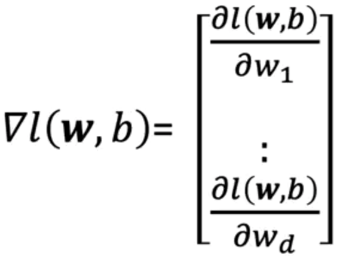 ∇l(w, b)= [ ∂l(w,b)/∂w₁
⋮
∂l(w,b)/∂w_d ]